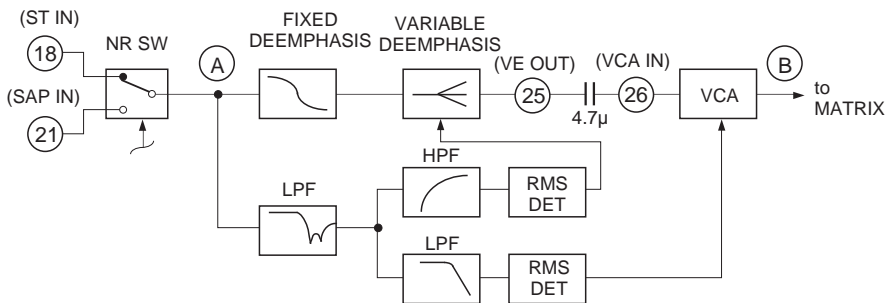 (ST IN)
18
NR SW
(SAP IN)
21
A
FIXED
DEEMPHASIS
VARIABLE
DEEMPHASIS
(VE OUT)
25
4.7μ
(VCA IN)
26
VCA
B
to
MATRIX
LPF
HPF
RMS
DET
LPF
RMS
DET